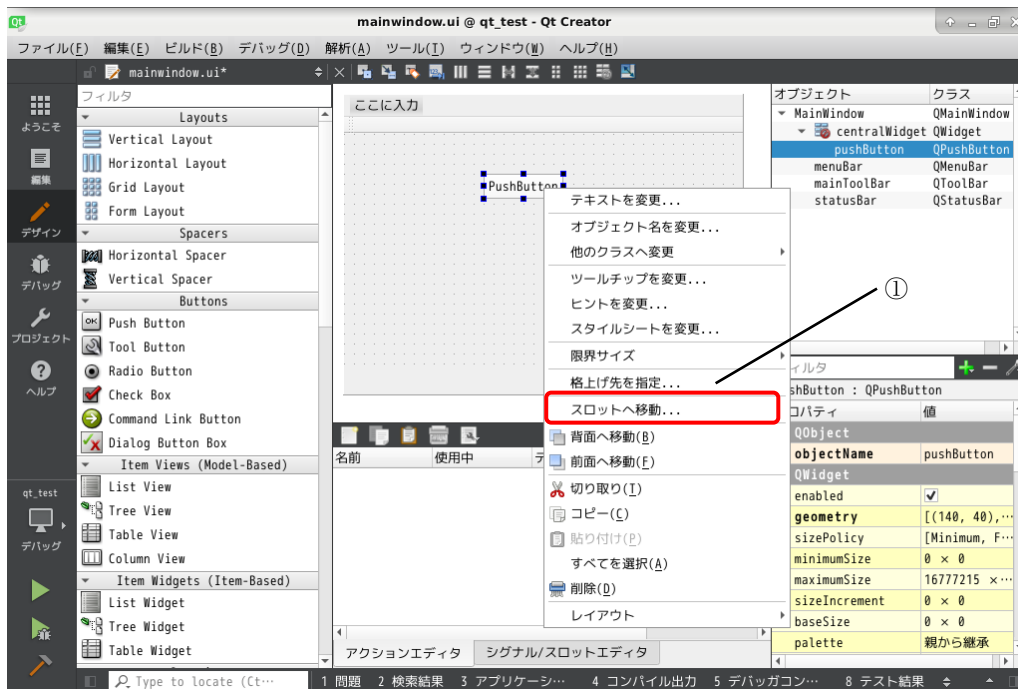 mainwindow.ui @ qt_test - Qt Creator
ファイル(F) 編集(E) ビルド(B) デバッグ(D) 解析(A) ツール(T) ウィンドウ(W) ヘルプ(H)
mainwindow.ui*
ようこそ
編集
デザイン
デバッグ
プロジェクト
ヘルプ
qt_test
デバッグ
フィルタ
Layouts
Vertical Layout
Horizontal Layout
Grid Layout
Form Layout
Spacers
Horizontal Spacer
Vertical Spacer
Buttons
OK Push Button
Tool Button
Radio Button
Check Box
Command Link Button
Dialog Button Box
Item Views (Model-Based)
List View
Tree View
Table View
Column View
Item Widgets (Item-Based)
List Widget
Tree Widget
Table Widget
ここに入力
PushButton
テキストを変更...
オブジェクト名を変更...
他のクラスへ変更
ツールチップを変更...
ヒントを変更...
スタイルシートを変更...
限界サイズ
格上げ先を指定...
スロットへ移動...
背面へ移動(B)
前面へ移動(F)
切り取り(T)
コピー(C)
貼り付け(P)
すべてを選択(A)
削除(D)
レイアウト
①
名前 使用中 テ
アクションエディタ シグナル/スロットエディタ
オブジェクト クラス
MainWindow QMainWindow
centralWidget QWidget
pushButton QPushButton
menuBar QMenuBar
mainToolBar QToolBar
statusBar QStatusBar
ィルタ
shButton : QPushButton
ロパティ 値
QObject
objectName pushButton
QWidget
enabled
geometry [(140, 40),…
sizePolicy [Minimum, F…
minimumSize 0 × 0
maximumSize 16777215 ×…
sizeIncrement 0 × 0
baseSize 0 × 0
palette 親から継承
Type to locate (Ct… 1 問題 2 検索結果 3 アプリケーシ… 4 コンパイル出力 5 デバッガコン… 8 テスト結果